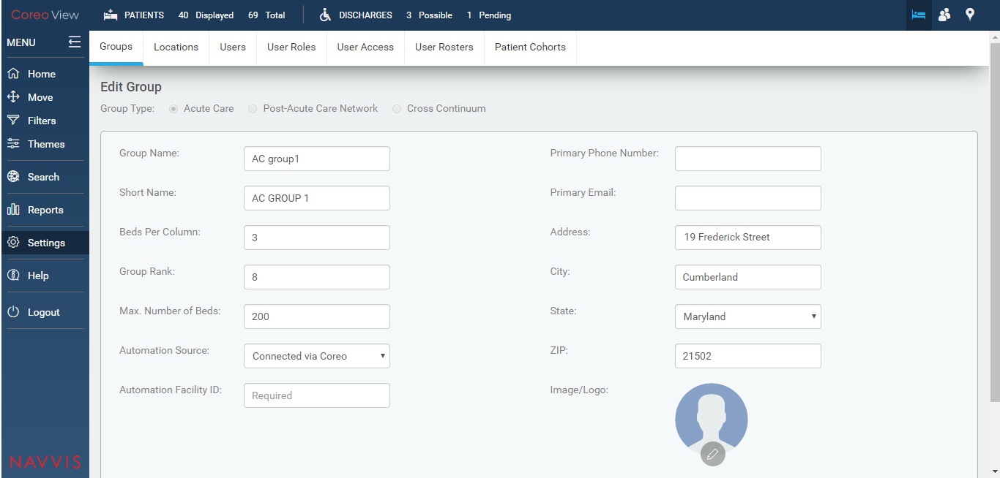 Coreo View PATIENTS 40 Displayed 69 Total DISCHARGES 3 Possible 1 Pending
MENU
Home
Move
Filters
Themes
Search
Reports
Settings
Help
Logout
NAVVIS
Groups Locations Users User Roles User Access User Rosters Patient Cohorts
Edit Group
Group Type: Acute Care Post-Acute Care Network Cross Continuum
Group Name: AC group1
Short Name: AC GROUP 1
Beds Per Column: 3
Group Rank: 8
Max. Number of Beds: 200
Automation Source: Connected via Coreo
Automation Facility ID: Required
Primary Phone Number:
Primary Email:
Address: 19 Frederick Street
City: Cumberland
State: Maryland
ZIP: 21502
Image/Logo: